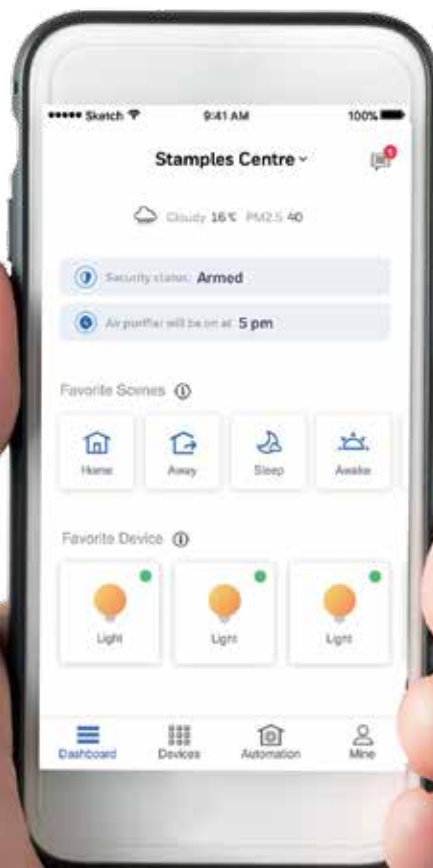 Sketch 9:41 AM 100%
Stamples Centre
1
Cloudy 16℃ PM2.5 40
Security status: Armed
Air purifier will be on at 5 pm
Favorite Scenes
Home Away Sleep Awake
Favorite Device
Light Light Light
Dashboard Devices Automation Mine